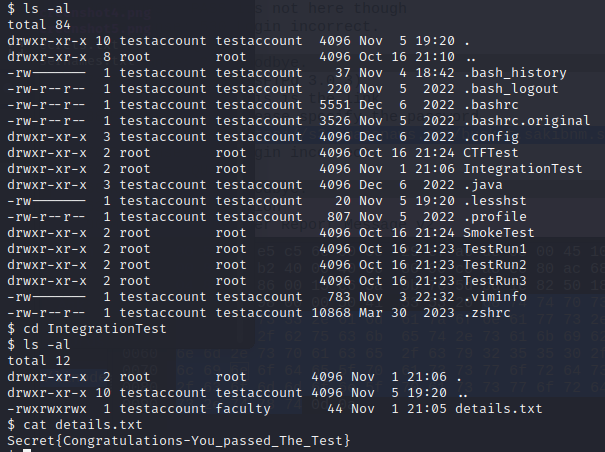 $ ls -al
total 84
drwxr-xr-x 10 testaccount testaccount 4096 Nov 5 19:20 .
drwxr-xr-x 8 root root 4096 Oct 16 21:10 ..
-rw------- 1 testaccount testaccount 37 Nov 4 18:42 .bash_history
-rw-r--r-- 1 testaccount testaccount 220 Nov 5 2022 .bash_logout
-rw-r--r-- 1 testaccount testaccount 5551 Dec 6 2022 .bashrc
-rw-r--r-- 1 testaccount testaccount 3526 Nov 5 2022 .bashrc.original
drwxr-xr-x 3 testaccount testaccount 4096 Dec 6 2022 .config
drwxr-xr-x 2 root root 4096 Oct 16 21:24 CTFTest
drwxr-xr-x 2 root root 4096 Nov 1 21:06 IntegrationTest
drwxr-xr-x 3 testaccount testaccount 4096 Dec 6 2022 .java
-rw------- 1 testaccount testaccount 20 Nov 5 19:20 .lesshst
-rw-r--r-- 1 testaccount testaccount 807 Nov 5 2022 .profile
drwxr-xr-x 2 root root 4096 Oct 16 21:24 SmokeTest
drwxr-xr-x 2 root root 4096 Oct 16 21:23 TestRun1
drwxr-xr-x 2 root root 4096 Oct 16 21:23 TestRun2
drwxr-xr-x 2 root root 4096 Oct 16 21:23 TestRun3
-rw------- 1 testaccount testaccount 783 Nov 3 22:32 .viminfo
-rw-r--r-- 1 testaccount testaccount 10868 Mar 30 2023 .zshrc
$ cd IntegrationTest
$ ls -al
total 12
drwxr-xr-x 2 root root 4096 Nov 1 21:06 .
drwxr-xr-x 10 testaccount testaccount 4096 Nov 5 19:20 ..
-rwxrwxrwx 1 testaccount faculty 44 Nov 1 21:05 details.txt
$ cat details.txt
Secret{Congratulations-You_passed_The_Test}